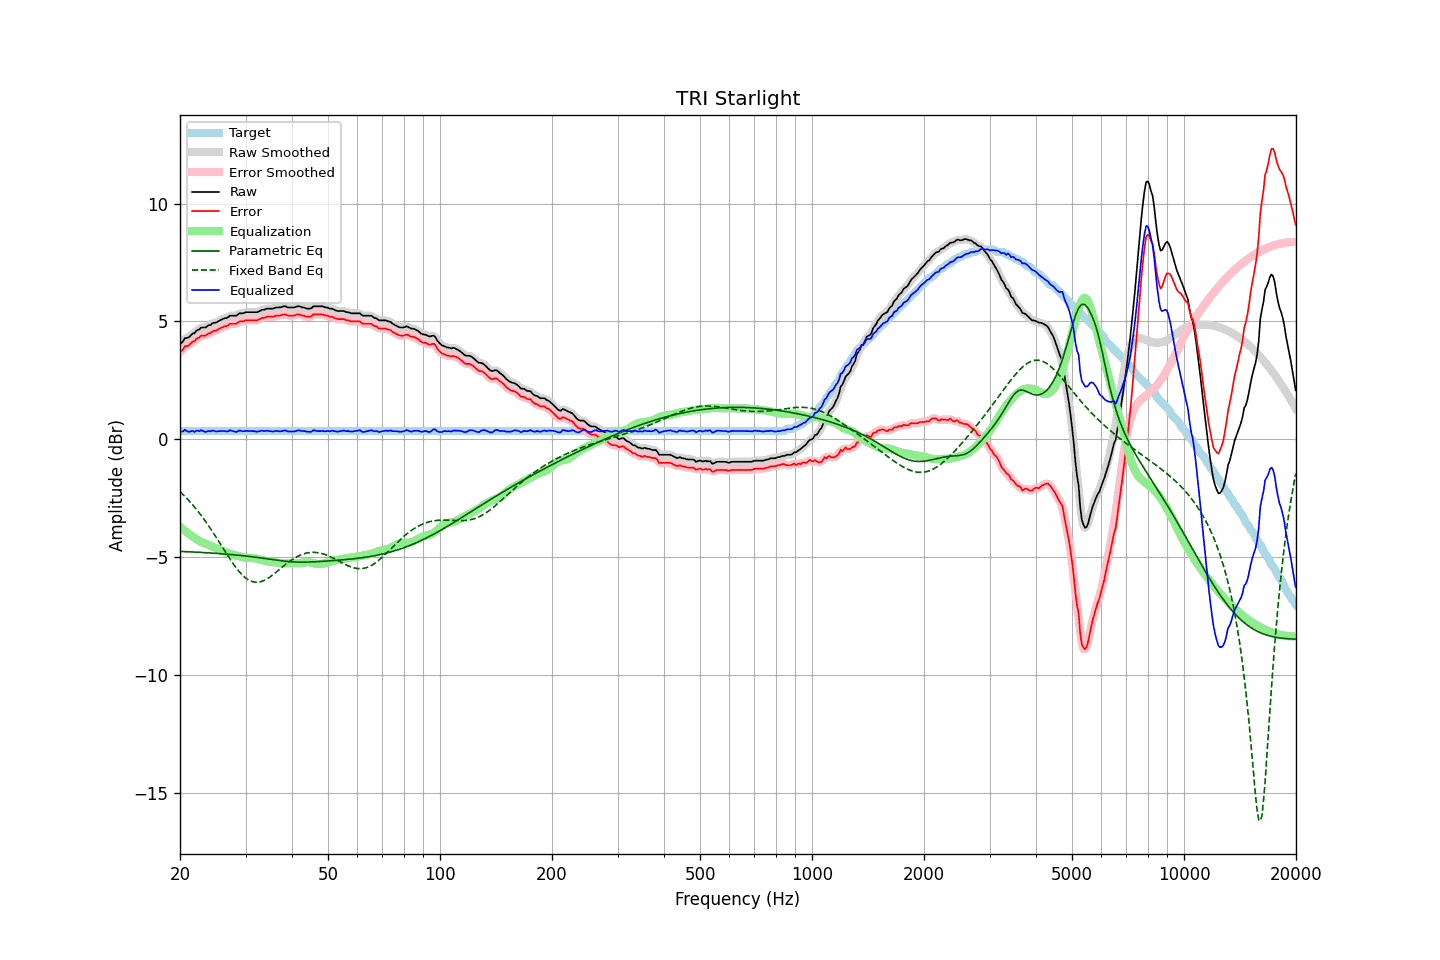 TRI Starlight
Target
Raw Smoothed
Error Smoothed
Raw
Error
Equalization
Parametric Eq
Fixed Band Eq
Equalized
Amplitude (dBr)
10
5
0
−5
−10
−15
20 50 100 200 500 1000 2000 5000 10000 20000
Frequency (Hz)